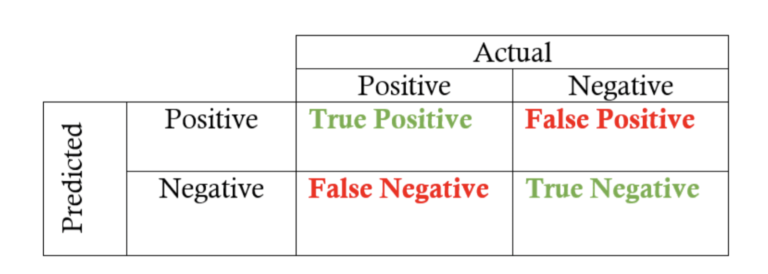 Actual
Positive Negative
Predicted
Positive True Positive False Positive
Negative False Negative True Negative